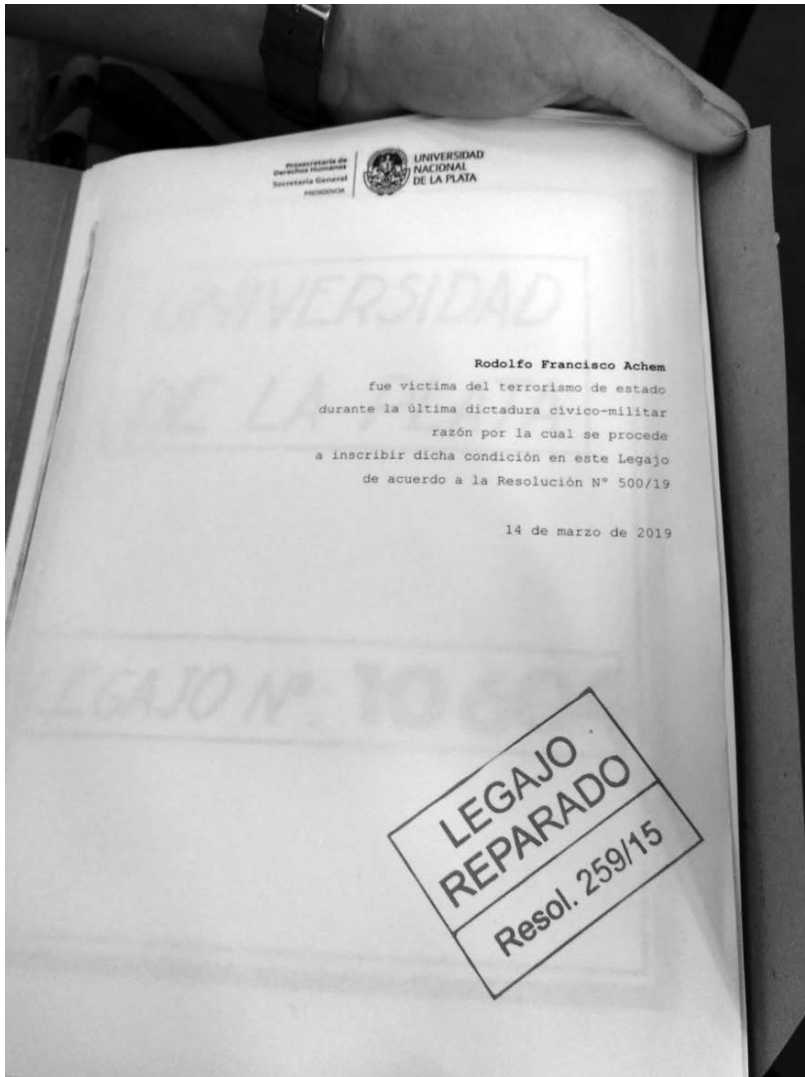 Prosecretaría de
Derechos Humanos
Secretaría General
PRESIDENCIA
UNIVERSIDAD
NACIONAL
DE LA PLATA
UNIVERSIDAD
DE LA
Rodolfo Francisco Achem
fue víctima del terrorismo de estado
durante la última dictadura cívico-militar
razón por la cual se procede
a inscribir dicha condición en este Legajo
de acuerdo a la Resolución Nº 500/19
14 de marzo de 2019
LEGAJO Nº.
LEGAJO
REPARADO
Resol. 259/15